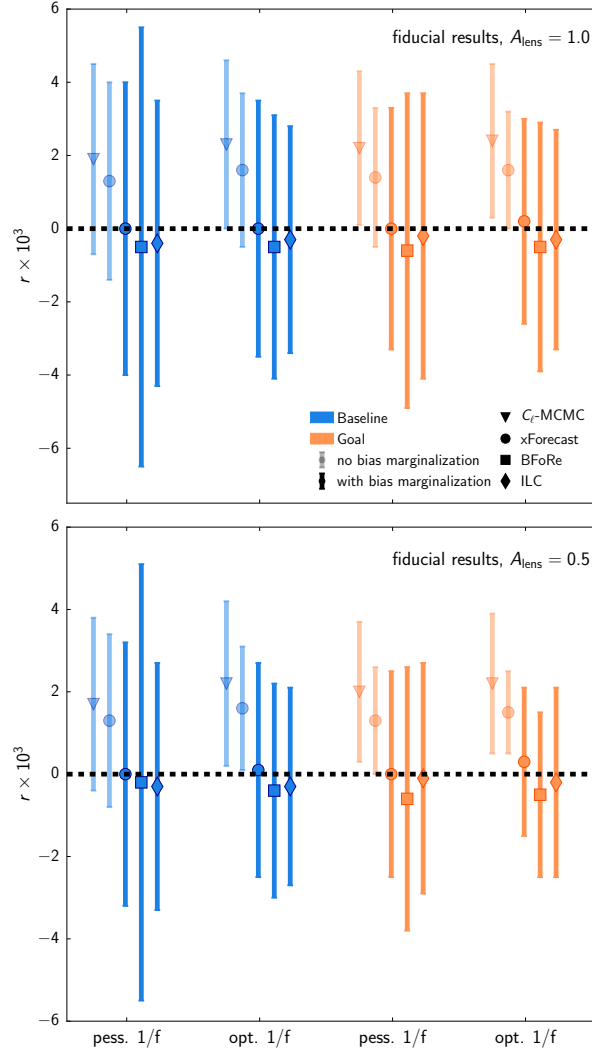 6
fiducial results, A_lens = 1.0
4
2
0
r × 10³
−2
−4
−6
Baseline
Goal
no bias marginalization
with bias marginalization
Cℓ-MCMC
xForecast
BFoRe
ILC
6
fiducial results, A_lens = 0.5
4
2
0
r × 10³
−2
−4
−6
pess. 1/f
opt. 1/f
pess. 1/f
opt. 1/f